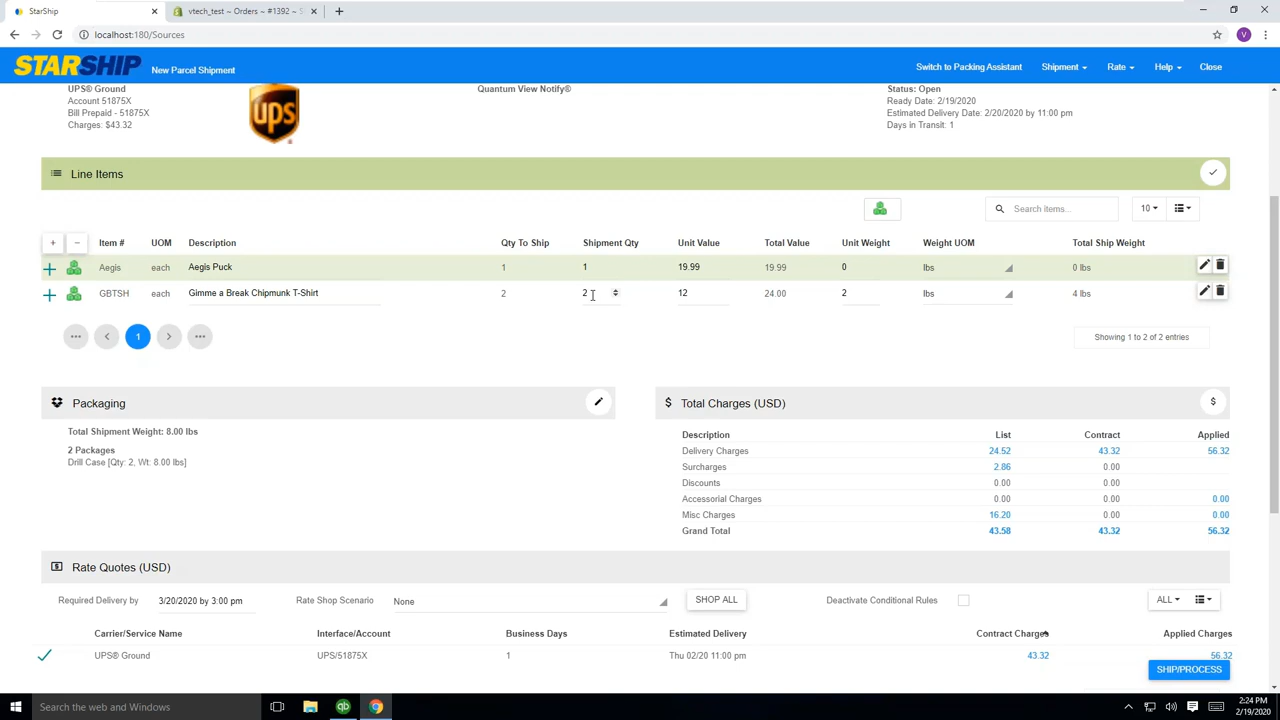 StarShip
vtech_test ~ Orders ~ #1392 ~ S
localhost:180/Sources
V
STARSHIP New Parcel Shipment
Switch to Packing Assistant Shipment Rate Help Close
UPS® Ground
Account 51875X
Bill Prepaid - 51875X
Charges: $43.32
ups
Quantum View Notify®
Status: Open
Ready Date: 2/19/2020
Estimated Delivery Date: 2/20/2020 by 11:00 pm
Days in Transit: 1
Line Items
Search items... 10
+ - Item # UOM Description Qty To Ship Shipment Qty Unit Value Total Value Unit Weight Weight UOM Total Ship Weight
Aegis each Aegis Puck 1 1 19.99 19.99 0 lbs 0 lbs
GBTSH each Gimme a Break Chipmunk T-Shirt 2 2 12 24.00 2 lbs 4 lbs
1
Showing 1 to 2 of 2 entries
Packaging
Total Shipment Weight: 8.00 lbs
2 Packages
Drill Case [Qty: 2, Wt: 8.00 lbs]
$ Total Charges (USD) $
Description List Contract Applied
Delivery Charges 24.52 43.32 56.32
Surcharges 2.86 0.00
Discounts 0.00 0.00
Accessorial Charges 0.00 0.00 0.00
Misc Charges 16.20 0.00 0.00
Grand Total 43.58 43.32 56.32
Rate Quotes (USD)
Required Delivery by 3/20/2020 by 3:00 pm Rate Shop Scenario None SHOP ALL Deactivate Conditional Rules ALL
Carrier/Service Name Interface/Account Business Days Estimated Delivery Contract Charges Applied Charges
UPS® Ground UPS/51875X 1 Thu 02/20 11:00 pm 43.32 56.32
SHIP/PROCESS
Search the web and Windows
qb
2:24 PM
2/19/2020